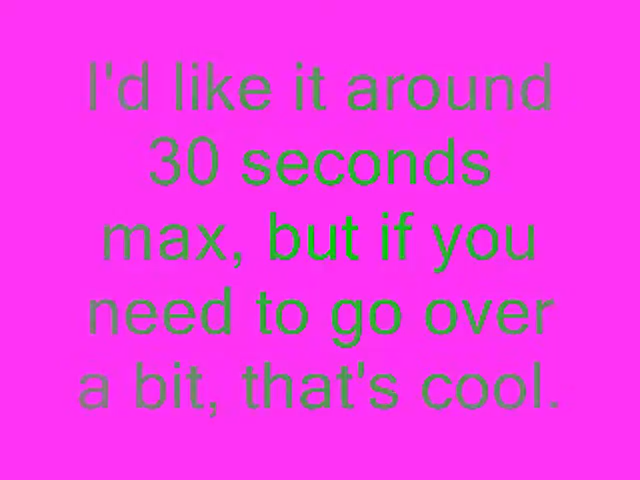 I'd like it around
30 seconds
max, but if you
need to go over
a bit, that's cool.